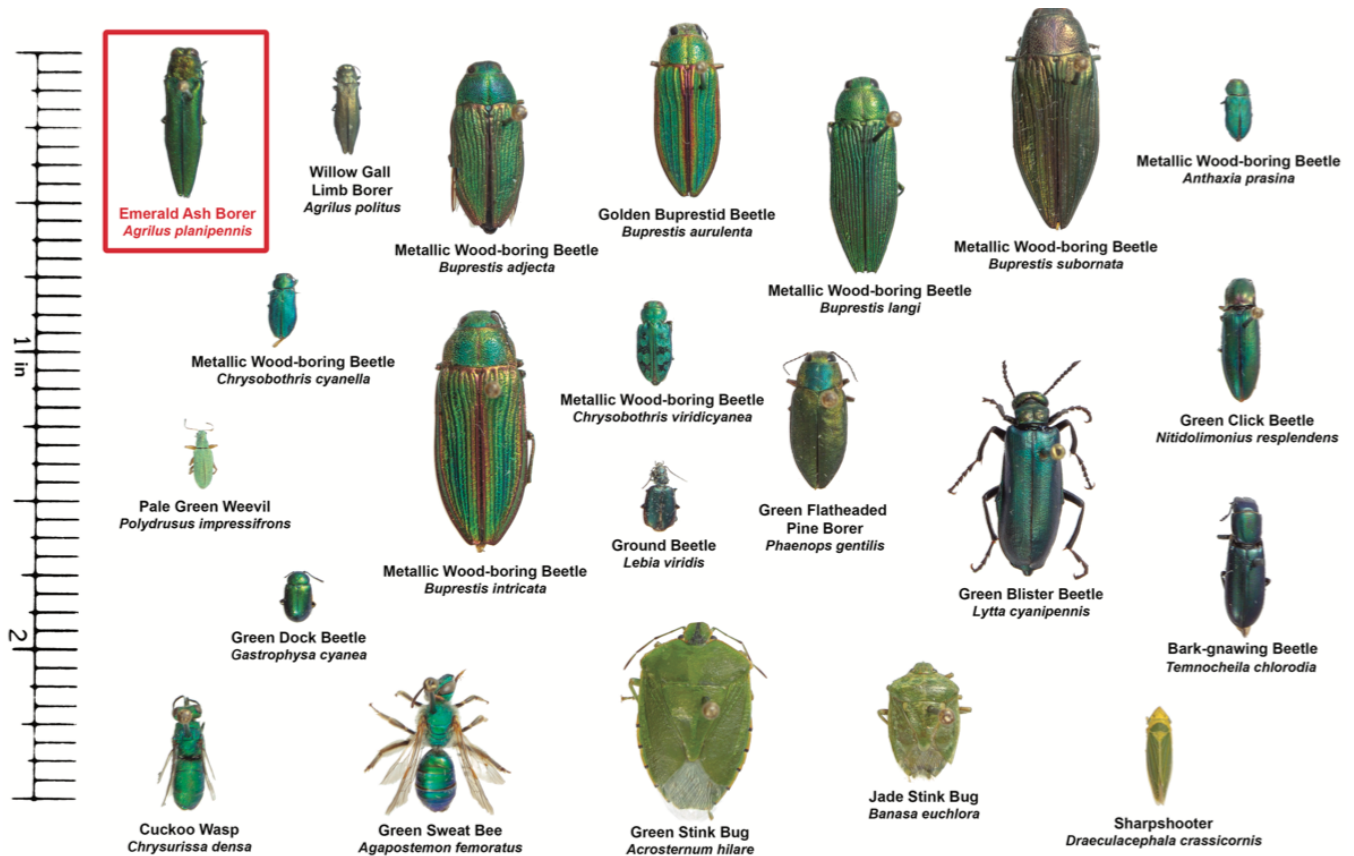 Emerald Ash Borer
Agrilus planipennis
Willow Gall
Limb Borer
Agrilus politus
Metallic Wood-boring Beetle
Buprestis adjecta
Golden Buprestid Beetle
Buprestis aurulenta
Metallic Wood-boring Beetle
Buprestis langi
Metallic Wood-boring Beetle
Buprestis subornata
Metallic Wood-boring Beetle
Anthaxia prasina
1 in
Metallic Wood-boring Beetle
Chrysobothris cyanella
Metallic Wood-boring Beetle
Chrysobothris viridicyanea
Green Click Beetle
Nitidolimonius resplendens
Pale Green Weevil
Polydrusus impressifrons
Metallic Wood-boring Beetle
Buprestis intricata
Ground Beetle
Lebia viridis
Green Flatheaded
Pine Borer
Phaenops gentilis
Green Blister Beetle
Lytta cyanipennis
2
Green Dock Beetle
Gastrophysa cyanea
Bark-gnawing Beetle
Temnocheila chlorodia
Cuckoo Wasp
Chrysurissa densa
Green Sweat Bee
Agapostemon femoratus
Green Stink Bug
Acrosternum hilare
Jade Stink Bug
Banasa euchlora
Sharpshooter
Draeculacephala crassicornis